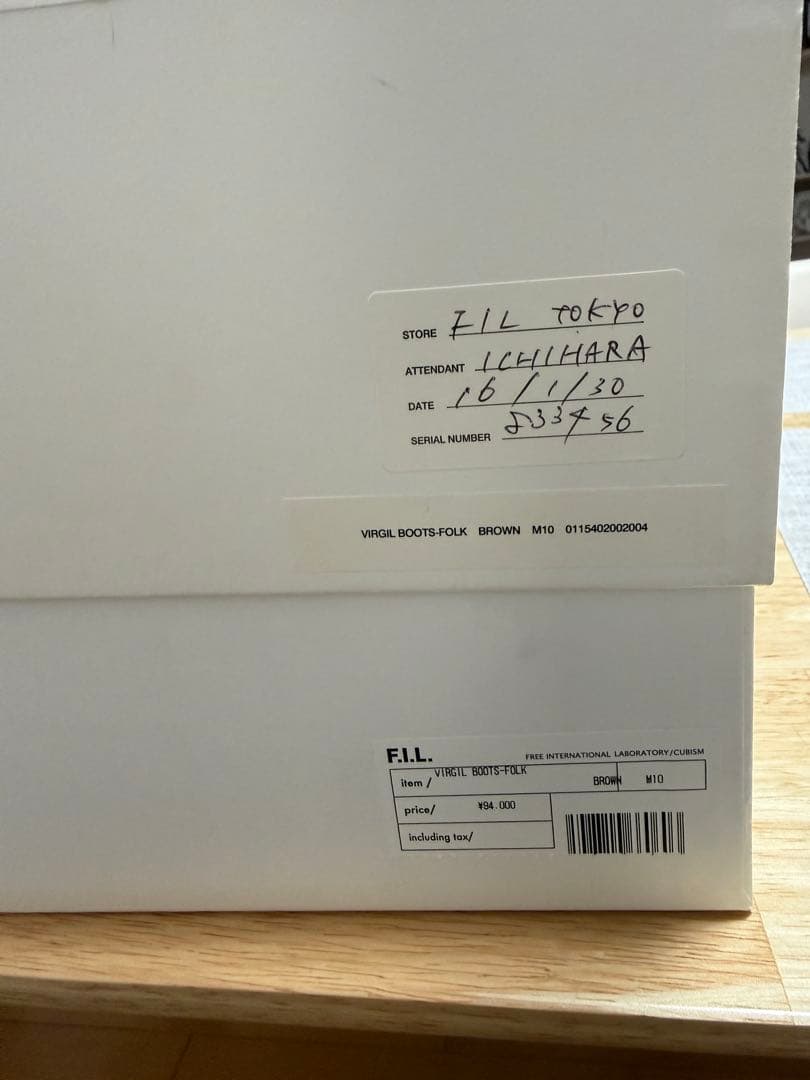 STORE FIL TOKYO
ATTENDANT ICHIHARA
DATE 16/1/30
SERIAL NUMBER 833456
VIRGIL BOOTS-FOLK BROWN M10 0115402002004
F.I.L. FREE INTERNATIONAL LABORATORY/CUBISM
item / VIRGIL BOOTS-FOLK BROWN M10
price/ ¥94.000
including tax/